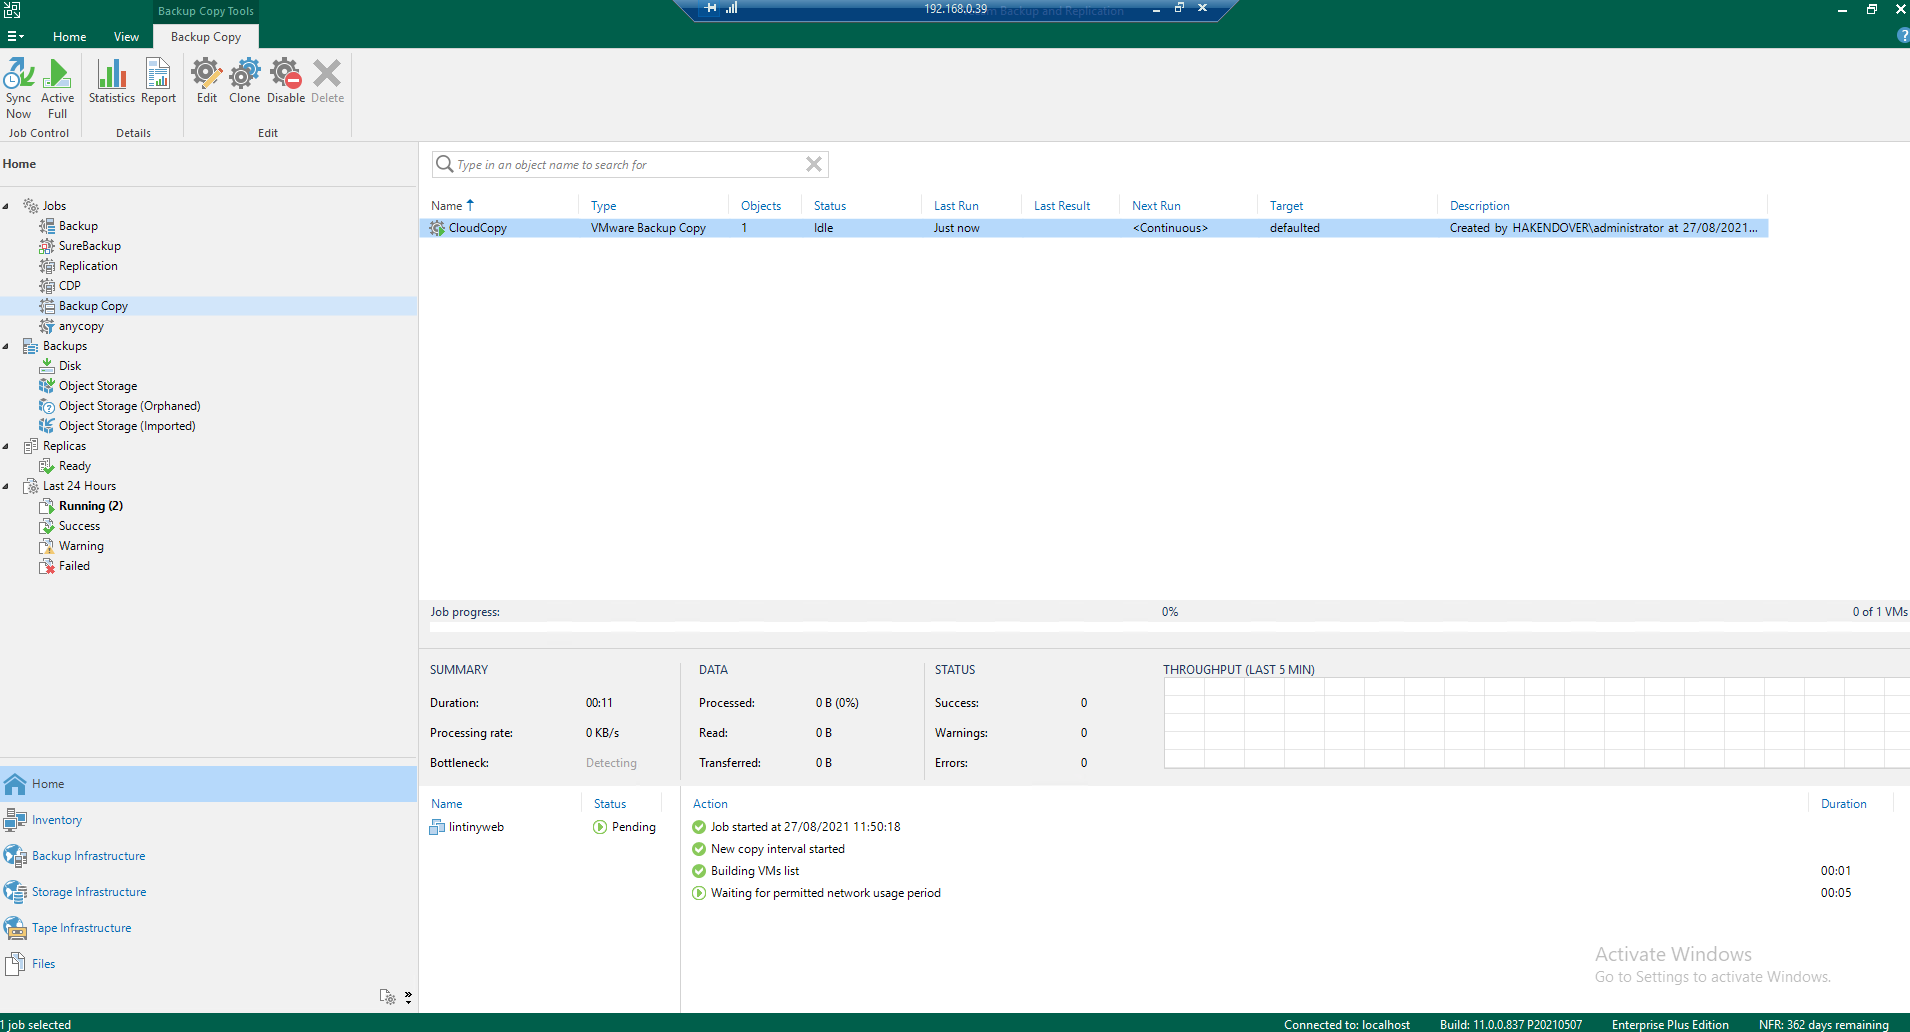 Backup Copy Tools
192.168.0.39
Backup and Replication
Home View Backup Copy
Sync Now
Active Full
Statistics
Report
Edit
Clone
Disable
Delete
Job Control
Details
Edit
Home
Type in an object name to search for
Jobs
Backup
SureBackup
Replication
CDP
Backup Copy
anycopy
Backups
Disk
Object Storage
Object Storage (Orphaned)
Object Storage (Imported)
Replicas
Ready
Last 24 Hours
Running (2)
Success
Warning
Failed
Home
Inventory
Backup Infrastructure
Storage Infrastructure
Tape Infrastructure
Files
Name Type Objects Status Last Run Last Result Next Run Target Description
CloudCopy VMware Backup Copy 1 Idle Just now <Continuous> defaulted Created by HAKENDOVER\administrator at 27/08/2021...
Job progress: 0% 0 of 1 VMs
SUMMARY
Duration: 00:11
Processing rate: 0 KB/s
Bottleneck: Detecting
DATA
Processed: 0 B (0%)
Read: 0 B
Transferred: 0 B
STATUS
Success: 0
Warnings: 0
Errors: 0
THROUGHPUT (LAST 5 MIN)
Name Status
lintinyweb Pending
Action Duration
Job started at 27/08/2021 11:50:18
New copy interval started
Building VMs list 00:01
Waiting for permitted network usage period 00:05
Activate Windows
Go to Settings to activate Windows.
1 job selected
Connected to: localhost Build: 11.0.0.837 P20210507 Enterprise Plus Edition NFR: 362 days remaining